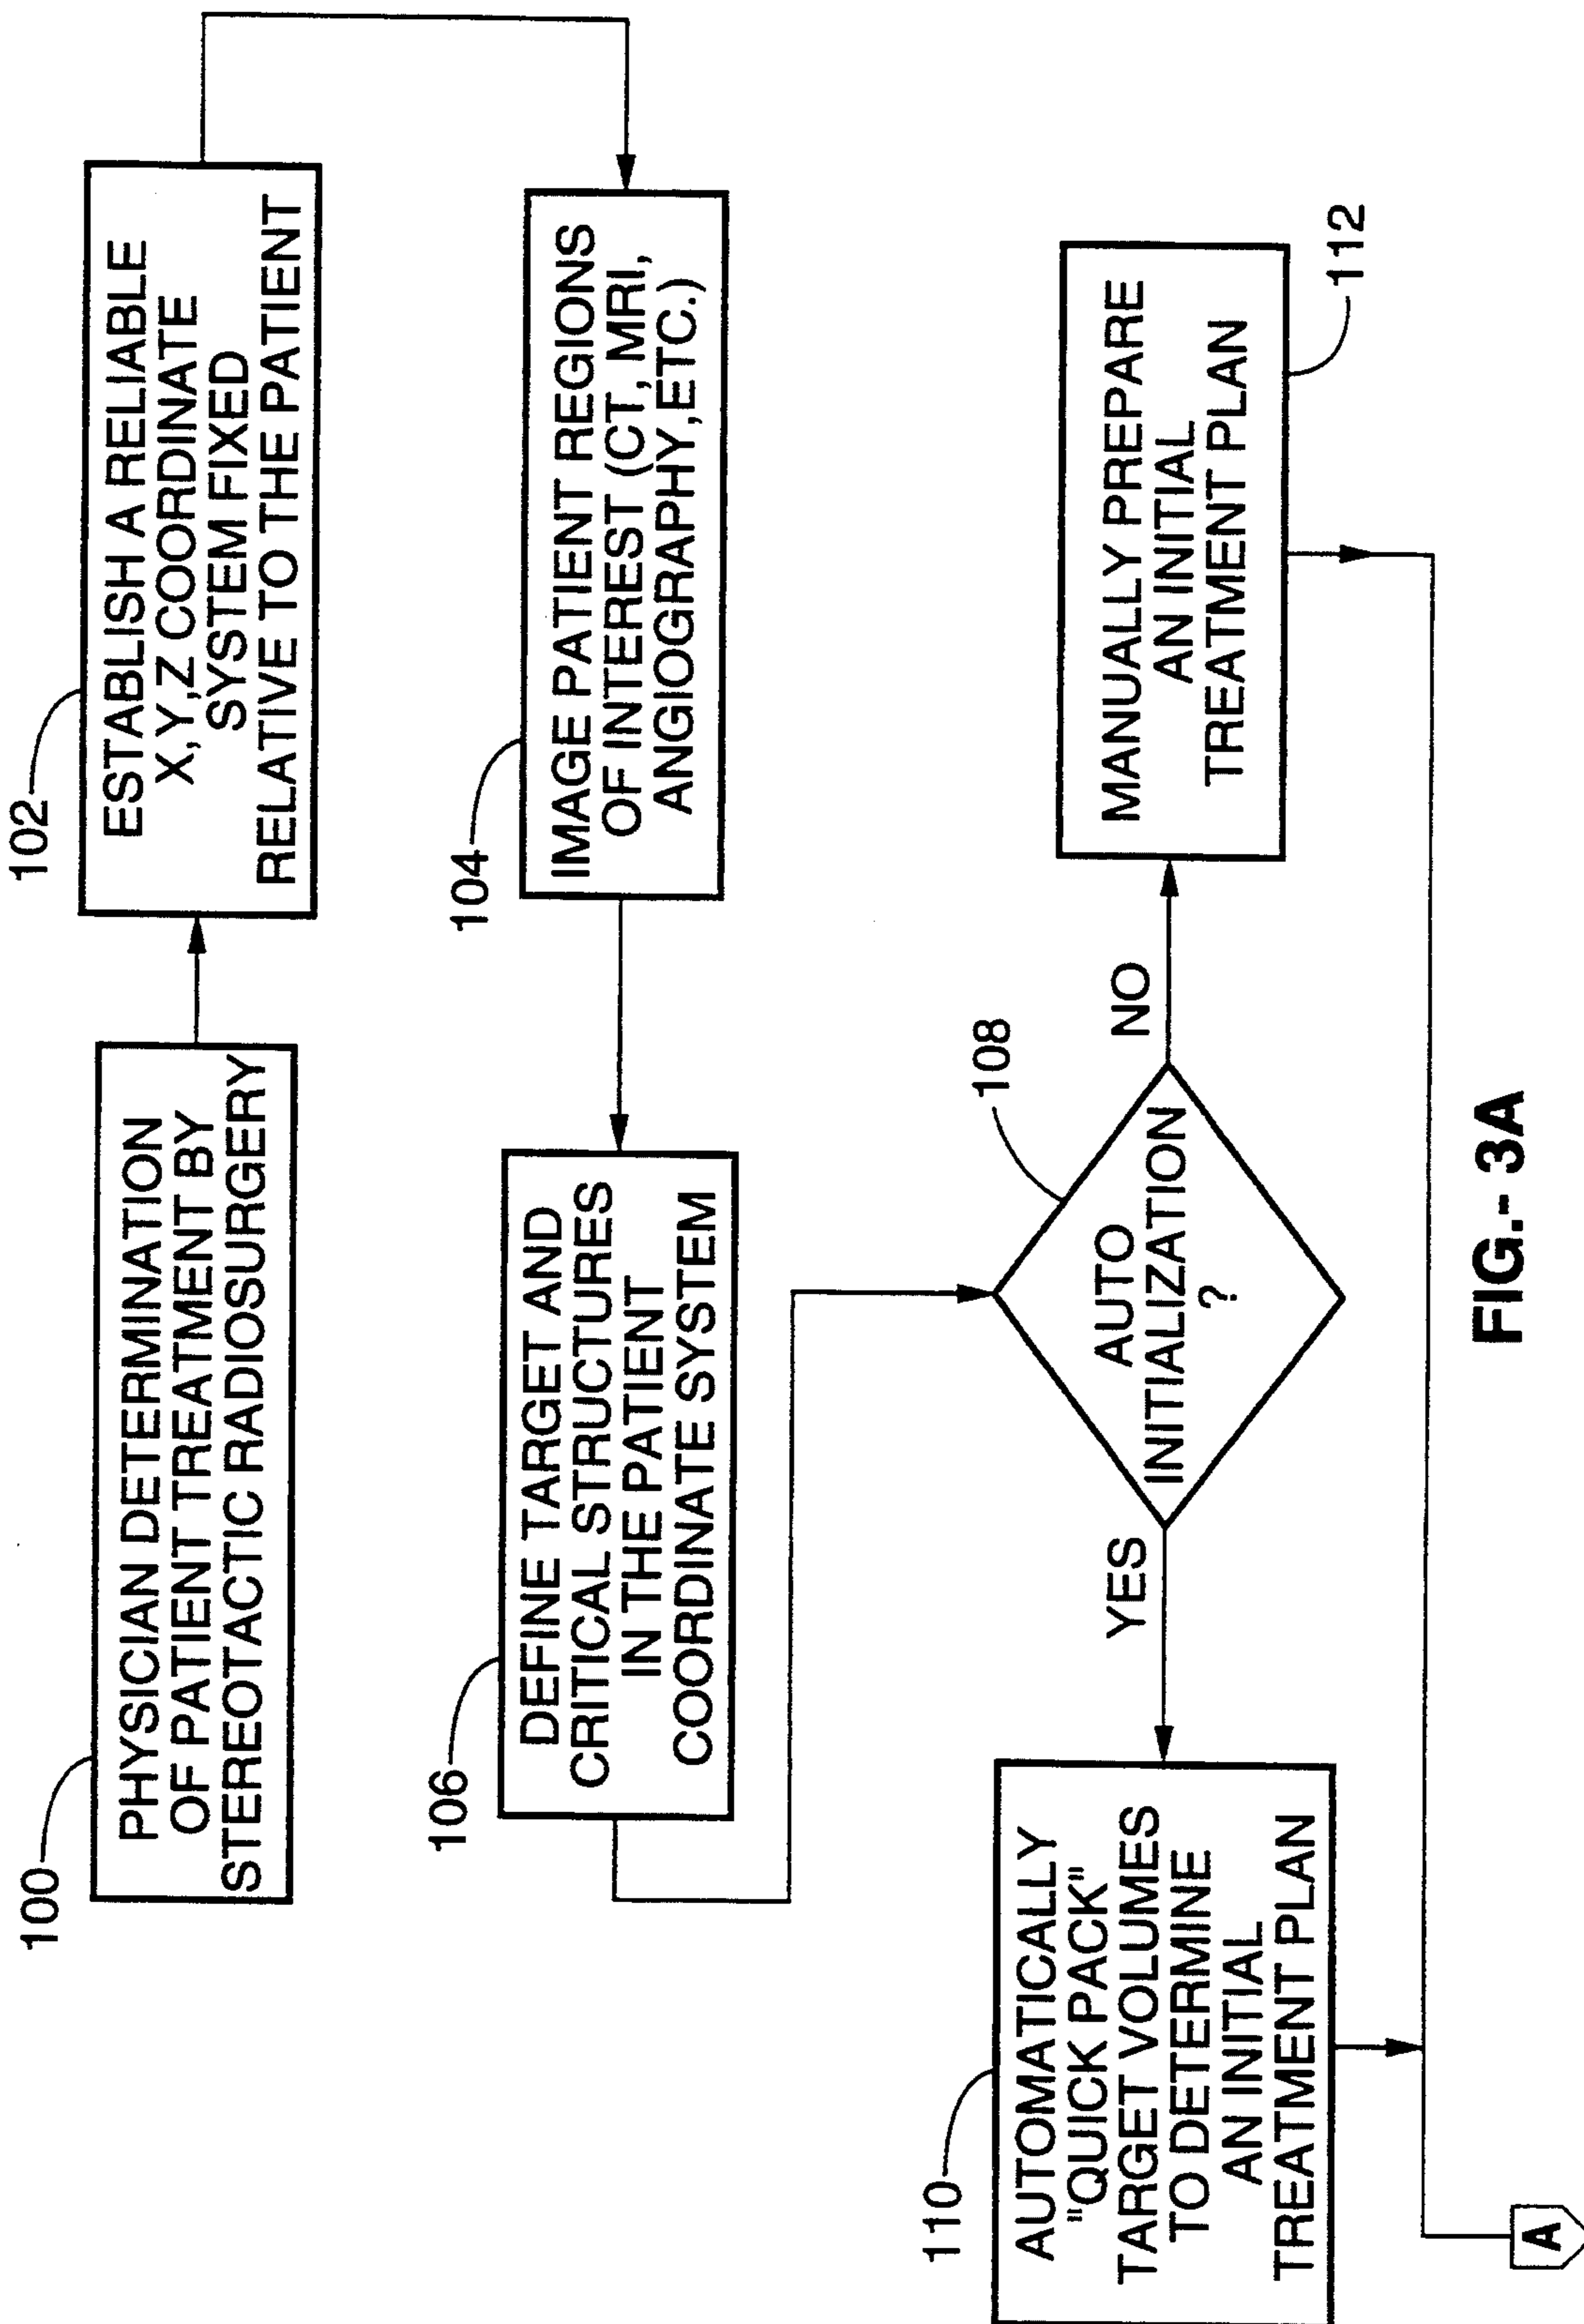 100
PHYSICIAN DETERMINATION
OF PATIENT TREATMENT BY
STEREOTACTIC RADIOSURGERY
102
ESTABLISH A RELIABLE
X,Y,Z COORDINATE
SYSTEM FIXED
RELATIVE TO THE PATIENT
104
IMAGE PATIENT REGIONS
OF INTEREST (CT, MRI,
ANGIOGRAPHY,ETC.)
106
DEFINE TARGET AND
CRITICAL STRUCTURES
IN THE PATIENT
COORDINATE SYSTEM
108
AUTO
INITIALIZATION
?
YES
NO
110
AUTOMATICALLY
"QUICK PACK"
TARGET VOLUMES
TO DETERMINE
AN INITIAL
TREATMENT PLAN
112
MANUALLY PREPARE
AN INITIAL
TREATMENT PLAN
A
FIG.- 3A